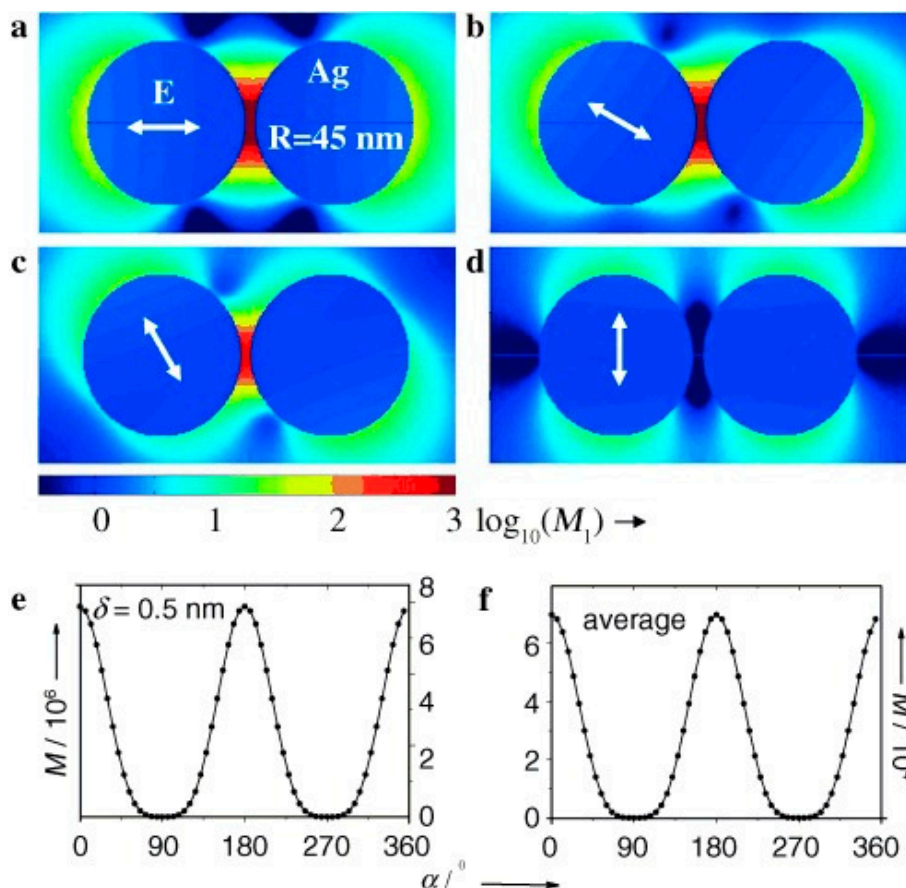 a
E
Ag
R=45 nm
b
c
d
0 1 2 3 log10(M1) →
e
δ = 0.5 nm
M / 10⁶ →
8
6
4
2
0
0 90 180 270 360
f
average
6
4
2
0
← M / 10
0 90 180 270 360
α / ° →